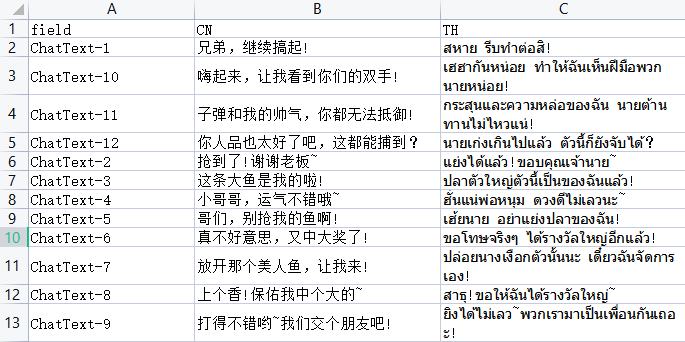 A B C
1 field CN TH
2 ChatText-1 兄弟，继续搞起! สหาย รีบทำต่อสิ!
3 ChatText-10 嗨起来，让我看到你们的双手! เฮฮากันหน่อย ทำให้ฉันเห็นฝีมือพวก
นายหน่อย!
4 ChatText-11 子弹和我的帅气，你都无法抵御! กระสุนและความหล่อของฉัน นายต้าน
ทานไม่ไหวแน่!
5 ChatText-12 你人品也太好了吧，这都能捕到？ นายเก่งเกินไปแล้ว ตัวนี้ก็ยังจับได้？
6 ChatText-2 抢到了!谢谢老板~ แย่งได้แล้ว!ขอบคุณเจ้านาย~
7 ChatText-3 这条大鱼是我的啦! ปลาตัวใหญ่ตัวนี้เป็นของฉันแล้ว!
8 ChatText-4 小哥哥，运气不错哦~ ฮั่นแน่พ่อหนุ่ม ดวงดีไม่เลวนะ~
9 ChatText-5 哥们，别抢我的鱼啊! เฮ้ยนาย อย่าแย่งปลาของฉัน!
10 ChatText-6 真不好意思，又中大奖了! ขอโทษจริงๆ ได้รางวัลใหญ่อีกแล้ว!
11 ChatText-7 放开那个美人鱼，让我来! ปล่อยนางเงือกตัวนั้นนะ เดี๋ยวฉันจัดการ
เอง!
12 ChatText-8 上个香!保佑我中个大的~ สาธุ!ขอให้ฉันได้รางวัลใหญ่~
13 ChatText-9 打得不错哟~我们交个朋友吧! ยิงได้ไม่เลว~พวกเรามาเป็นเพื่อนกันเถอ
ะ!